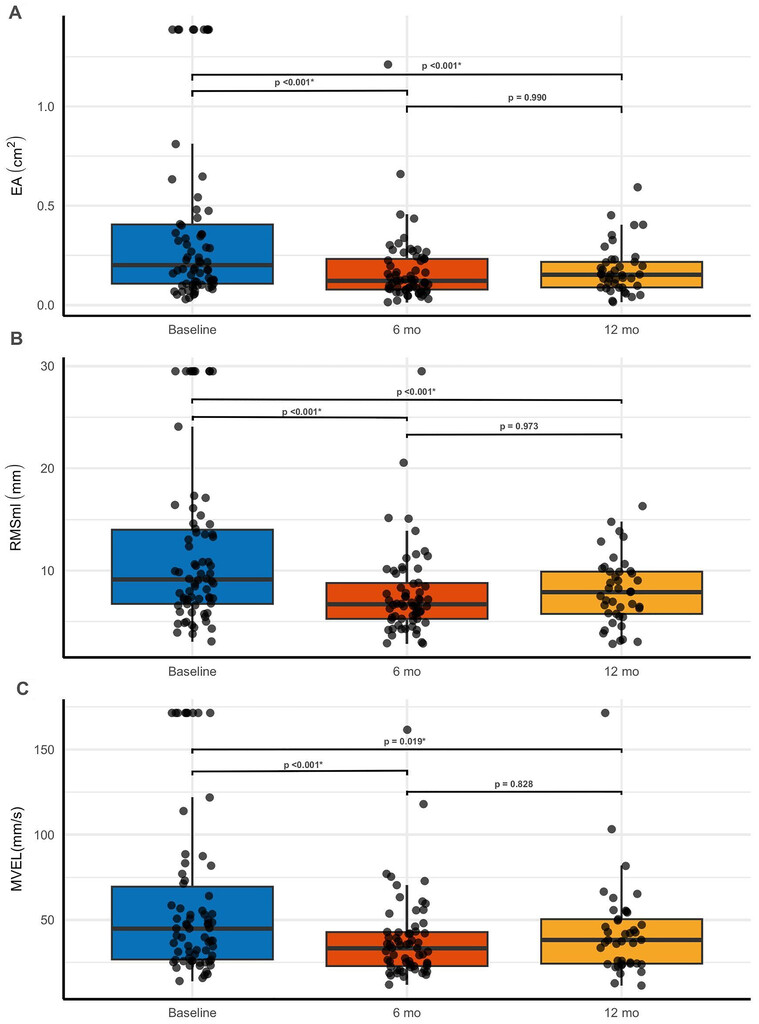 A
p <0.001*
p <0.001*
p = 0.990
1.0
0.5
0.0
EA (cm²)
Baseline 6 mo 12 mo
B
30
p <0.001*
p <0.001*
p = 0.973
20
10
RMSml (mm)
Baseline 6 mo 12 mo
C
150
p = 0.019*
p <0.001*
p = 0.828
100
50
MVEL(mm/s)
Baseline 6 mo 12 mo